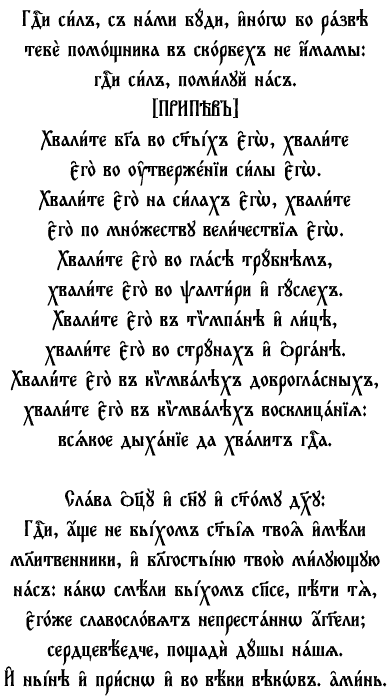 Гдⷭ҇и си́лъ, съ на́ми бꙋ́ди, и҆но́гѡ бо ра́звѣ
тебє̀ помо́щника въ ско́рбехъ не и҆́мамы:
гдⷭ҇и си́лъ, поми́лꙋй на́съ.
[ПРИПѢВЪ]
Хвали́те бг҃а во ст҃ы́хъ є҆гѡ̀, хвали́те
є҆го̀ во ᲂу҆твержє́нїи си́лы є҆гѡ̀.
Хвали́те є҆го̀ на си́лахъ є҆гѡ̀, хвали́те
є҆го̀ по мно́жествꙋ вели́чествїѧ є҆гѡ̀.
Хвали́те є҆го̀ во гла́сѣ трꙋ́бнѣмъ,
хвали́те є҆го̀ во ѱалти́ри и҆ гꙋ́слехъ.
Хвали́те є҆го̀ въ тѷмпа́нѣ и҆ ли́цѣ,
хвали́те є҆го̀ во стрꙋ́нахъ и҆ ѻ҆рга́нѣ.
Хвали́те є҆го̀ въ кѷмва́лѣхъ доброгла́сныхъ,
хвали́те є҆го̀ въ кѷмва́лѣхъ восклица́нїѧ:
всѧ́кое дыха́нїе да хва́литъ гдⷭ҇а.
Сла́ва ѻ҆ц҃ꙋ̀ и҆ сн҃ꙋ и҆ ст҃о́мꙋ дх҃ꙋ:
Гдⷭ҇и, а҆́ще не бы́хомъ ст҃ы̑ѧ твоѧ̑ и҆мѣ́ли
мл҃и́твенники, и҆ бл҃госты́ню твою̀ ми́лꙋющꙋю
на́съ: ка́кѡ смѣ́ли бы́хомъ сп҃се, пѣ́ти тѧ̀,
є҆го́же славосло́вѧтъ непреста́ннѡ а҆́гг҃ели;
сердцевѣ́дче, пощадѝ дꙋ́шы на́шѧ.
И҆ ны́нѣ и҆ при́снѡ и҆ во вѣ́ки вѣкѡ́въ. а҆ми́нь.